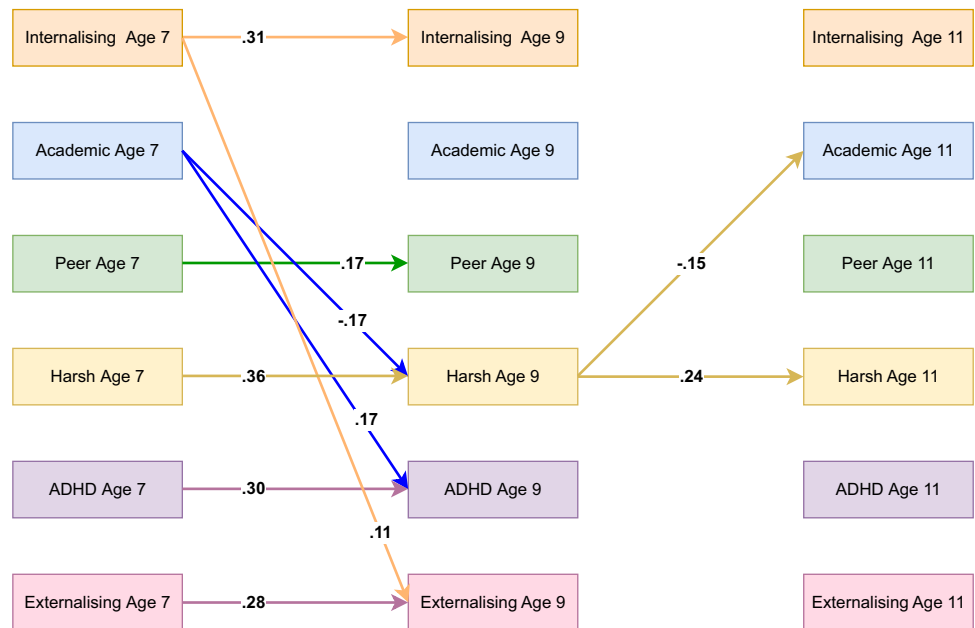 Internalising Age 7
.31
Internalising Age 9
Internalising Age 11
Academic Age 7
Academic Age 9
Academic Age 11
Peer Age 7
.17
Peer Age 9
-.15
Peer Age 11
-.17
Harsh Age 7
.36
Harsh Age 9
.24
Harsh Age 11
.17
ADHD Age 7
.30
ADHD Age 9
ADHD Age 11
.11
Externalising Age 7
.28
Externalising Age 9
Externalising Age 11